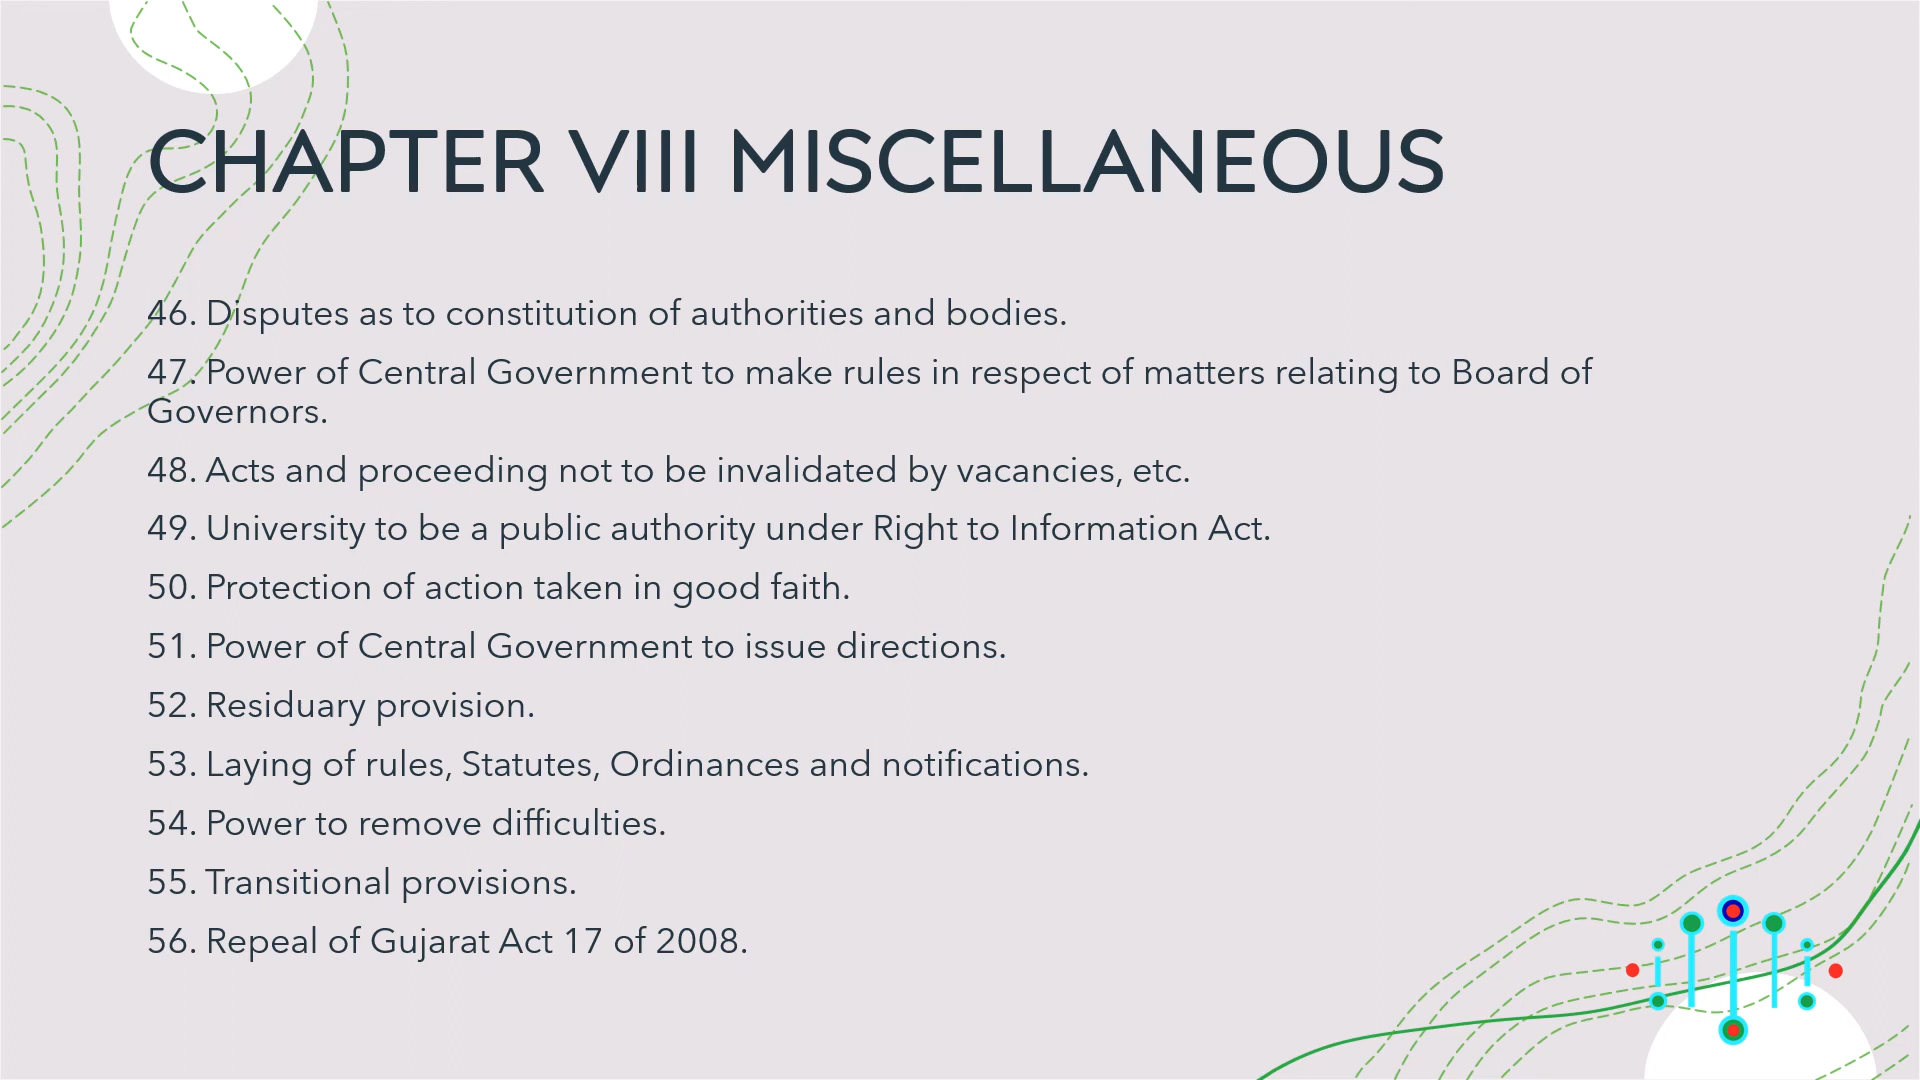 CHAPTER VIII MISCELLANEOUS
46. Disputes as to constitution of authorities and bodies.
47. Power of Central Government to make rules in respect of matters relating to Board of
Governors.
48. Acts and proceeding not to be invalidated by vacancies, etc.
49. University to be a public authority under Right to Information Act.
50. Protection of action taken in good faith.
51. Power of Central Government to issue directions.
52. Residuary provision.
53. Laying of rules, Statutes, Ordinances and notifications.
54. Power to remove difficulties.
55. Transitional provisions.
56. Repeal of Gujarat Act 17 of 2008.